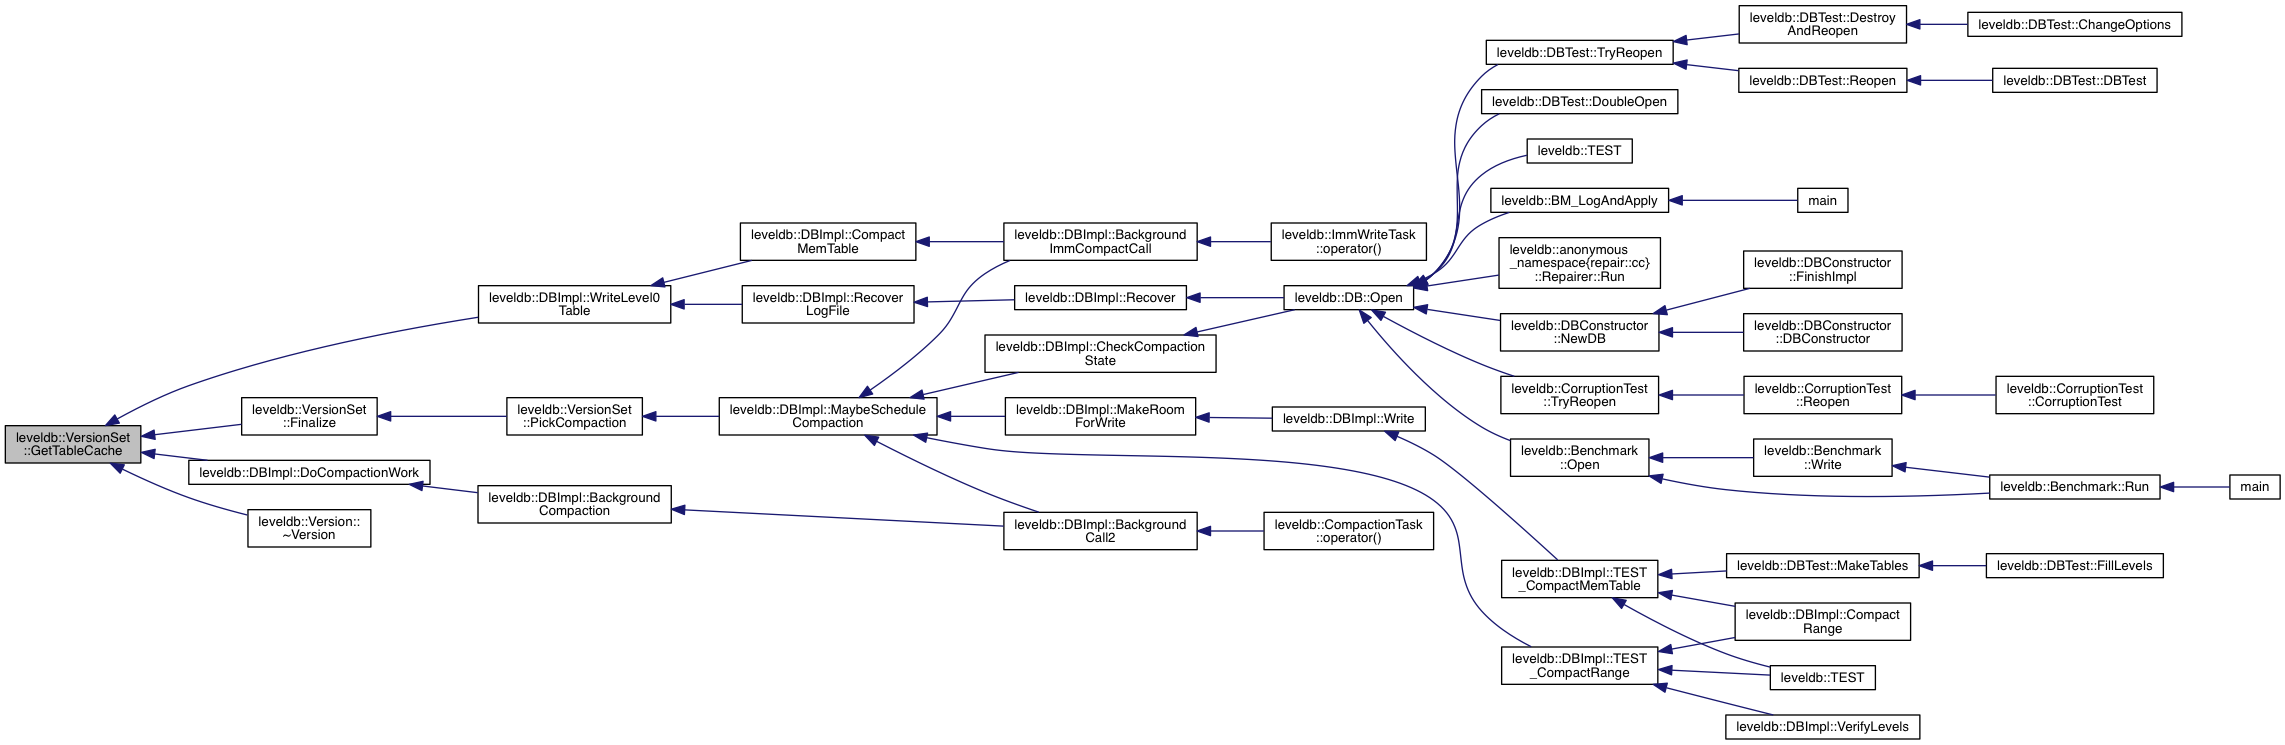 leveldb::VersionSet
::GetTableCache
leveldb::DBImpl::WriteLevel0
Table
leveldb::VersionSet
::Finalize
leveldb::DBImpl::DoCompactionWork
leveldb::Version::
~Version
leveldb::VersionSet
::PickCompaction
leveldb::DBImpl::Background
Compaction
leveldb::DBImpl::Compact
MemTable
leveldb::DBImpl::Recover
LogFile
leveldb::DBImpl::MaybeSchedule
Compaction
leveldb::DBImpl::Background
ImmCompactCall
leveldb::DBImpl::Recover
leveldb::DBImpl::CheckCompaction
State
leveldb::DBImpl::MakeRoom
ForWrite
leveldb::DBImpl::Background
Call2
leveldb::ImmWriteTask
::operator()
leveldb::DB::Open
leveldb::DBImpl::Write
leveldb::CompactionTask
::operator()
leveldb::DBTest::TryReopen
leveldb::DBTest::DoubleOpen
leveldb::TEST
leveldb::BM_LogAndApply
leveldb::anonymous
_namespace{repair::cc}
::Repairer::Run
leveldb::DBConstructor
::NewDB
leveldb::CorruptionTest
::TryReopen
leveldb::Benchmark
::Open
leveldb::DBImpl::TEST
_CompactMemTable
leveldb::DBImpl::TEST
_CompactRange
leveldb::DBTest::Destroy
AndReopen
leveldb::DBTest::Reopen
main
leveldb::DBConstructor
::FinishImpl
leveldb::DBConstructor
::DBConstructor
leveldb::CorruptionTest
::Reopen
leveldb::Benchmark
::Write
leveldb::DBTest::MakeTables
leveldb::DBImpl::Compact
Range
leveldb::TEST
leveldb::DBImpl::VerifyLevels
leveldb::DBTest::ChangeOptions
leveldb::DBTest::DBTest
leveldb::CorruptionTest
::CorruptionTest
leveldb::Benchmark::Run
leveldb::DBTest::FillLevels
main